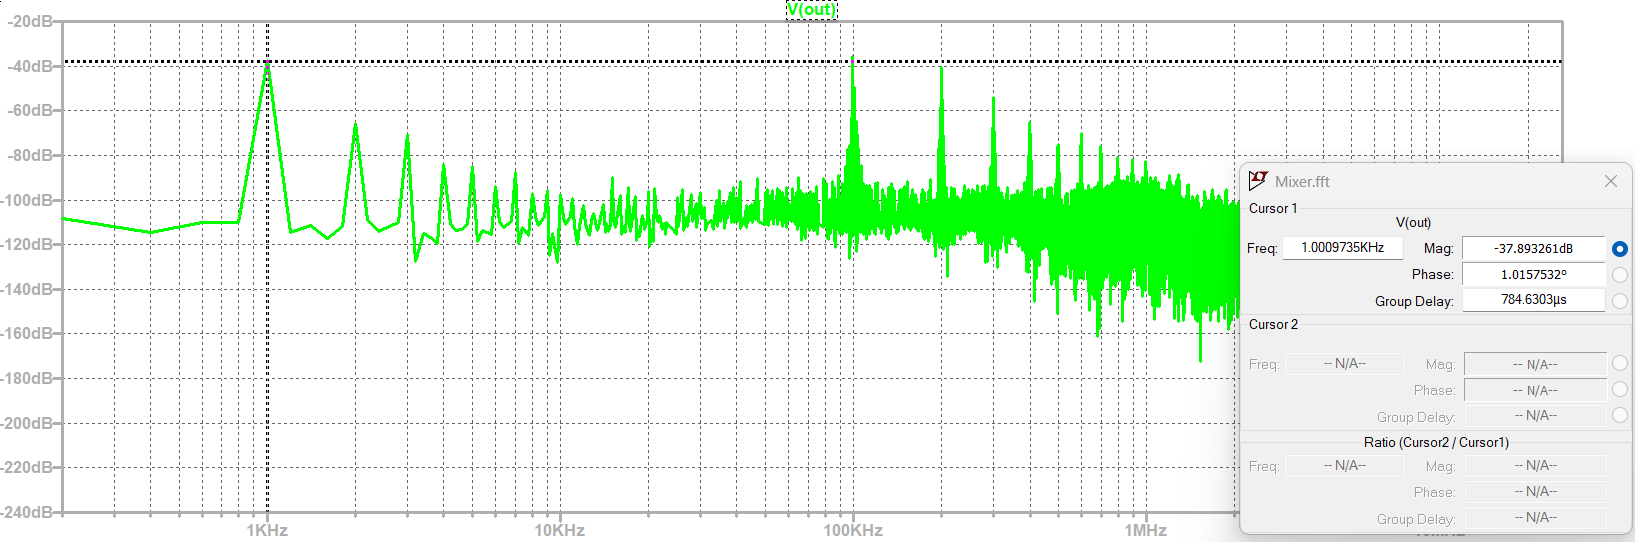 V(out)
-20dB
-40dB
-60dB
-80dB
-100dB
-120dB
-140dB
-160dB
-180dB
-200dB
-220dB
-240dB
1KHz
10KHz
100KHz
1MHz
Mixer.fft
Cursor 1
V(out)
Freq: 1.0009735KHz Mag: -37.893261dB
Phase: 1.0157532º
Group Delay: 784.6303µs
Cursor 2
Freq: -- N/A-- Mag: -- N/A--
Phase: -- N/A--
Group Delay: -- N/A--
Ratio (Cursor2 / Cursor1)
Freq: -- N/A-- Mag: -- N/A--
Phase: -- N/A--
Group Delay: -- N/A--